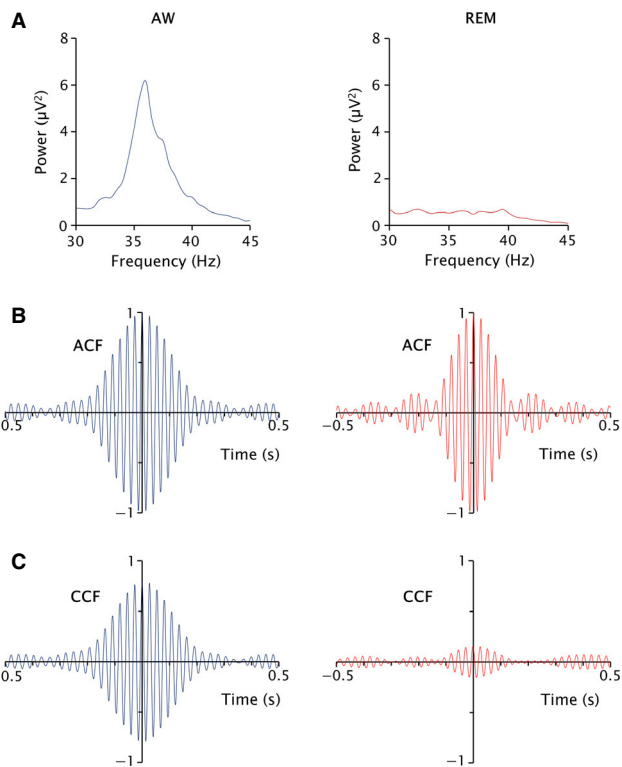 A
AW
REM
8
6
4
2
0
Power (μV²)
30
35
40
45
Frequency (Hz)
8
6
4
2
0
Power (μV²)
30
35
40
45
Frequency (Hz)
B
1
ACF
0.5
0.5
Time (s)
−1
1
ACF
−0.5
0.5
Time (s)
−1
C
1
CCF
0.5
0.5
Time (s)
−1
1
CCF
−0.5
0.5
Time (s)
−1